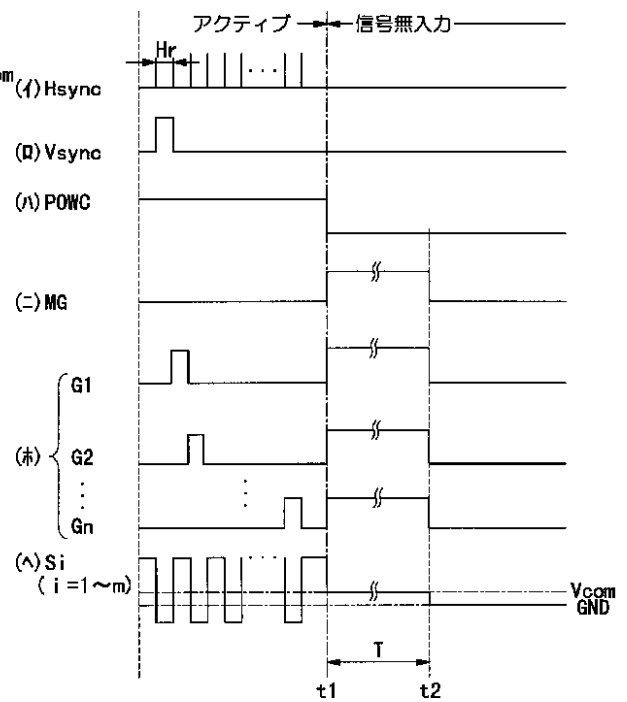 アクティブ 信号無入力
Hr
om
(イ) Hsync
...
(ロ) Vsync
(ハ) POWC
(ニ) MG
G1
(ホ) G2
Gn
(ヘ) Si
(i=1〜m)
Vcom
GND
T
t1 t2